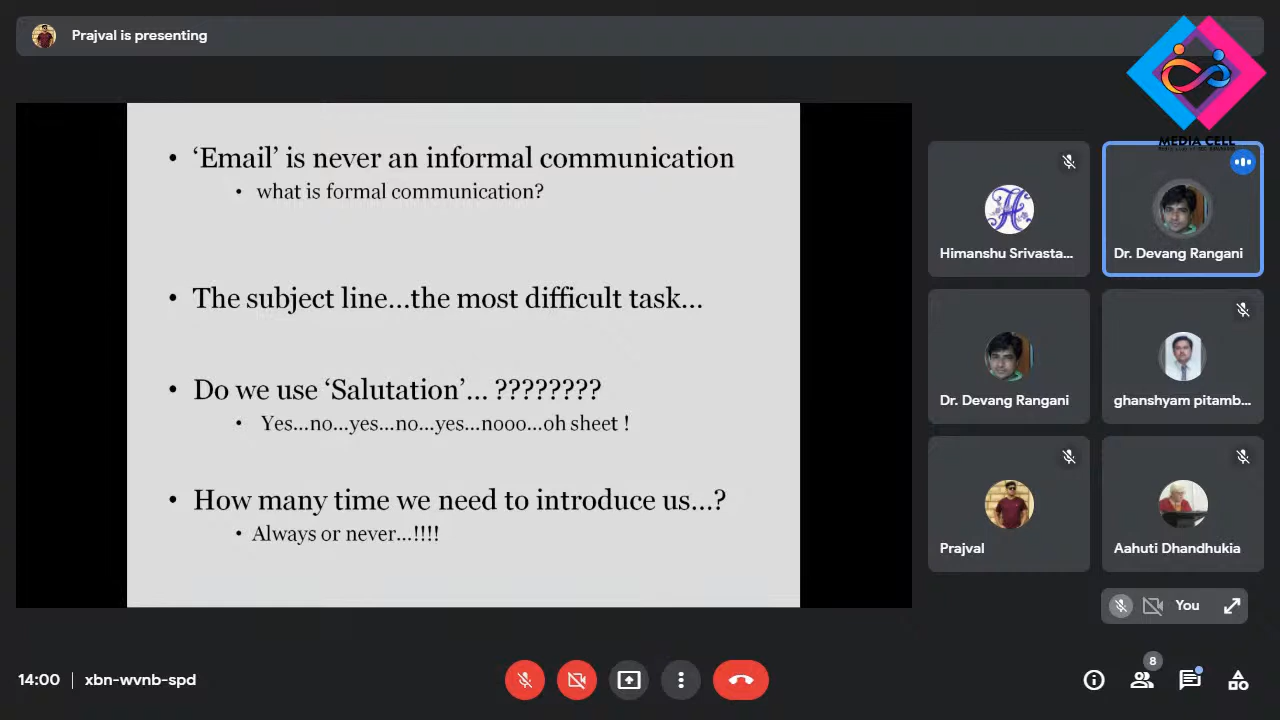 Prajval is presenting
MEDIA CELL
• ‘Email’ is never an informal communication
• what is formal communication?
• The subject line...the most difficult task...
• Do we use ‘Salutation’... ????????
• Yes...no...yes...no...yes...nooo...oh sheet !
• How many time we need to introduce us...?
• Always or never...!!!!
Himanshu Srivasta...
Dr. Devang Rangani
Dr. Devang Rangani
ghanshyam pitamb...
Prajval
Aahuti Dhandhukia
You
14:00 | xbn-wvnb-spd
8